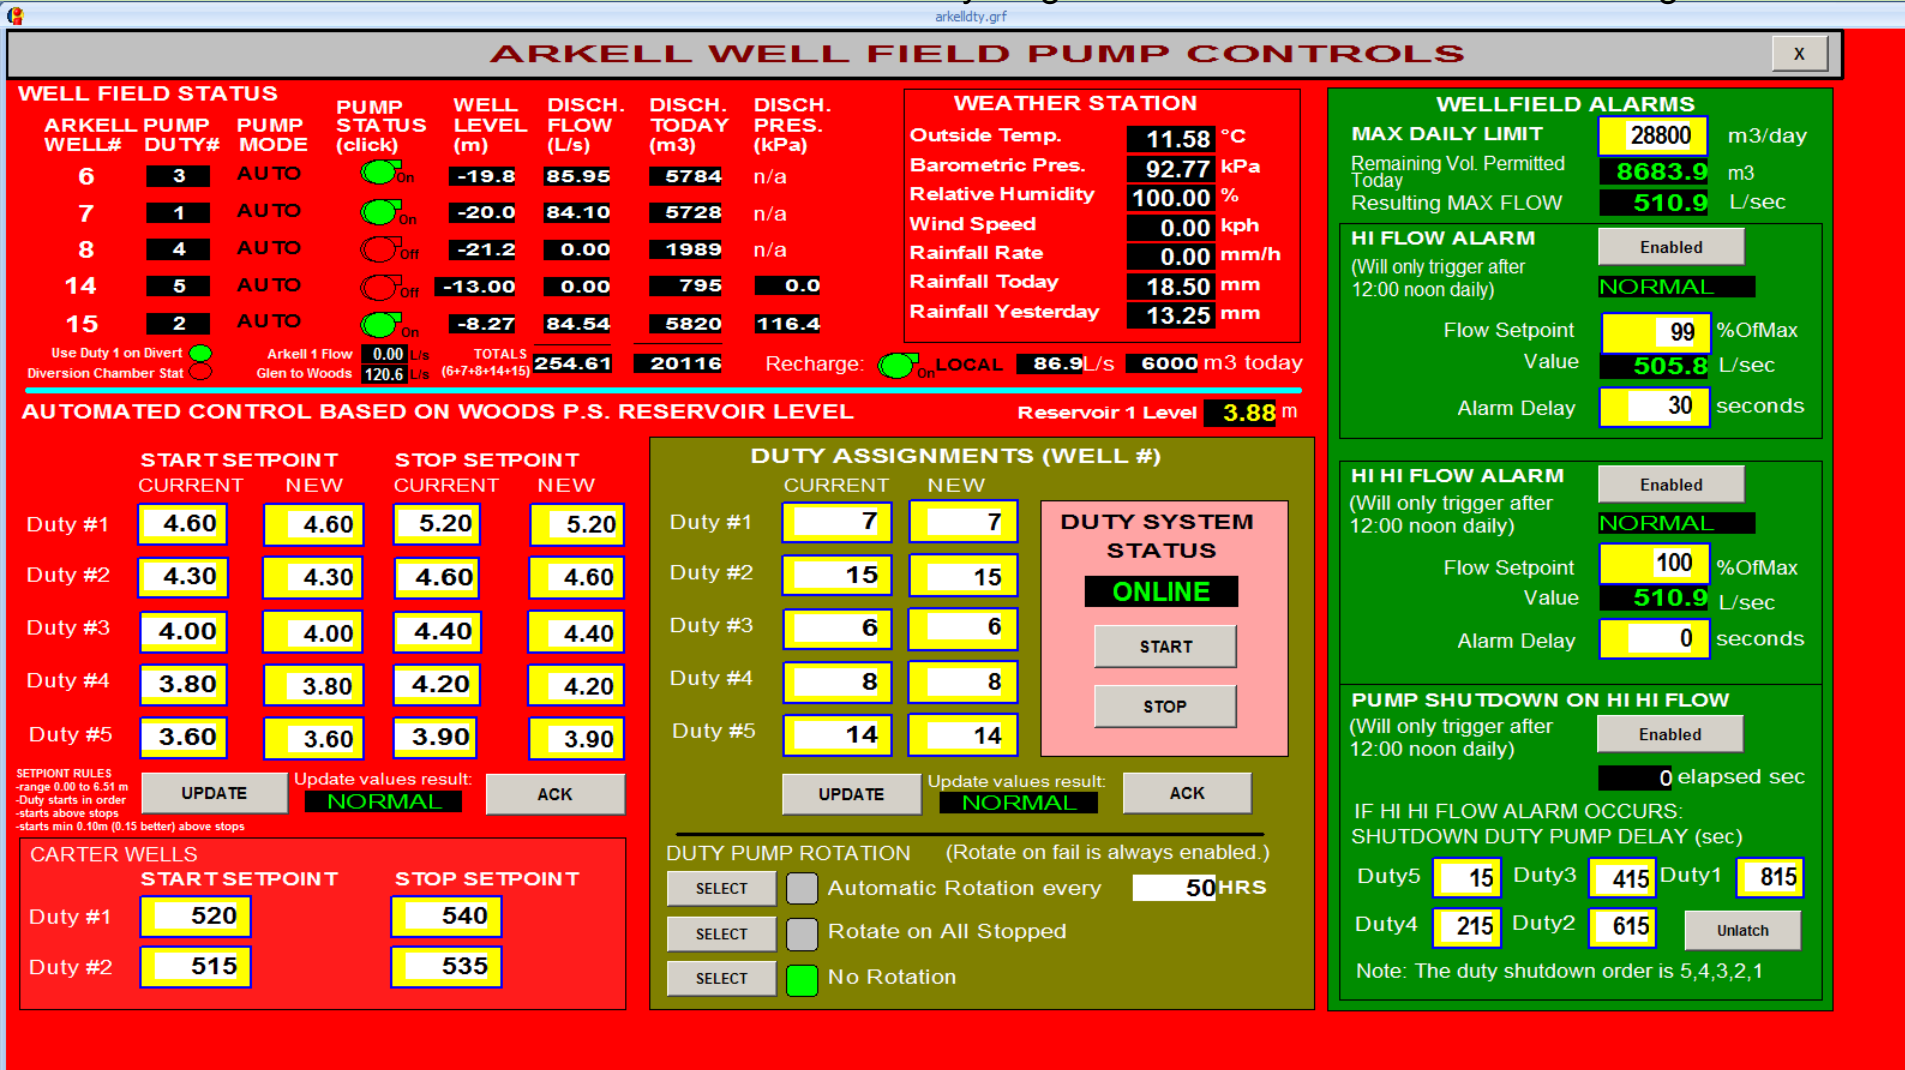 arkelldty.grf
ARKELL WELL FIELD PUMP CONTROLS
X
WELL FIELD STATUS
ARKELL WELL# PUMP DUTY# PUMP MODE PUMP STATUS (click) WELL LEVEL (m) DISCH. FLOW (L/s) DISCH. TODAY (m3) DISCH. PRES. (kPa)
6 3 AUTO On -19.8 85.95 5784 n/a
7 1 AUTO On -20.0 84.10 5728 n/a
8 4 AUTO Off -21.2 0.00 1989 n/a
14 5 AUTO Off -13.00 0.00 795 0.0
15 2 AUTO On -8.27 84.54 5820 116.4
Use Duty 1 on Divert
Diversion Chamber Stat
Arkell 1 Flow 0.00 L/s
Glen to Woods 120.6 L/s
TOTALS (6+7+8+14+15) 254.61 20116
Recharge: On LOCAL 86.9 L/s 6000 m3 today
WEATHER STATION
Outside Temp. 11.58 °C
Barometric Pres. 92.77 kPa
Relative Humidity 100.00 %
Wind Speed 0.00 kph
Rainfall Rate 0.00 mm/h
Rainfall Today 18.50 mm
Rainfall Yesterday 13.25 mm
AUTOMATED CONTROL BASED ON WOODS P.S. RESERVOIR LEVEL
Reservoir 1 Level 3.88 m
START SETPOINT STOP SETPOINT
CURRENT NEW CURRENT NEW
Duty #1 4.60 4.60 5.20 5.20
Duty #2 4.30 4.30 4.60 4.60
Duty #3 4.00 4.00 4.40 4.40
Duty #4 3.80 3.80 4.20 4.20
Duty #5 3.60 3.60 3.90 3.90
SETPIONT RULES
-range 0.00 to 6.51 m
-Duty starts in order
-starts above stops
-starts min 0.10m (0.15 better) above stops
UPDATE
Update values result:
NORMAL
ACK
CARTER WELLS
START SETPOINT STOP SETPOINT
Duty #1 520 540
Duty #2 515 535
DUTY ASSIGNMENTS (WELL #)
CURRENT NEW
Duty #1 7 7
Duty #2 15 15
Duty #3 6 6
Duty #4 8 8
Duty #5 14 14
DUTY SYSTEM
STATUS
ONLINE
START
STOP
UPDATE
Update values result:
NORMAL
ACK
DUTY PUMP ROTATION (Rotate on fail is always enabled.)
SELECT Automatic Rotation every 50 HRS
SELECT Rotate on All Stopped
SELECT No Rotation
WELLFIELD ALARMS
MAX DAILY LIMIT 28800 m3/day
Remaining Vol. Permitted Today 8683.9 m3
Resulting MAX FLOW 510.9 L/sec
HI FLOW ALARM Enabled
(Will only trigger after
12:00 noon daily) NORMAL
Flow Setpoint 99 %OfMax
Value 505.8 L/sec
Alarm Delay 30 seconds
HI HI FLOW ALARM Enabled
(Will only trigger after
12:00 noon daily) NORMAL
Flow Setpoint 100 %OfMax
Value 510.9 L/sec
Alarm Delay 0 seconds
PUMP SHUTDOWN ON HI HI FLOW
(Will only trigger after
12:00 noon daily) Enabled
0 elapsed sec
IF HI HI FLOW ALARM OCCURS:
SHUTDOWN DUTY PUMP DELAY (sec)
Duty5 15 Duty3 415 Duty1 815
Duty4 215 Duty2 615 Unlatch
Note: The duty shutdown order is 5,4,3,2,1